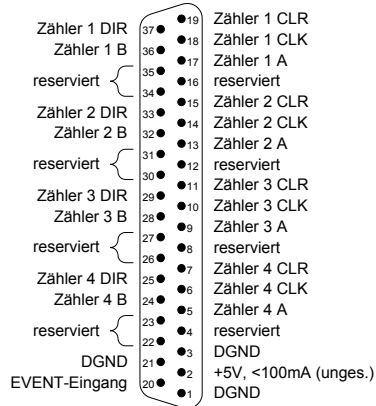 19 Zähler 1 CLR
Zähler 1 DIR 37
18 Zähler 1 CLK
Zähler 1 B 36
17 Zähler 1 A
35
reserviert
16 reserviert
34
15 Zähler 2 CLR
Zähler 2 DIR 33
14 Zähler 2 CLK
Zähler 2 B 32
13 Zähler 2 A
31
reserviert
12 reserviert
30
11 Zähler 3 CLR
Zähler 3 DIR 29
10 Zähler 3 CLK
Zähler 3 B 28
9 Zähler 3 A
27
reserviert
8 reserviert
26
7 Zähler 4 CLR
Zähler 4 DIR 25
6 Zähler 4 CLK
Zähler 4 B 24
5 Zähler 4 A
23
reserviert
4 reserviert
22
3 DGND
DGND 21
2 +5V, <100mA (unges.)
EVENT-Eingang 20
1 DGND